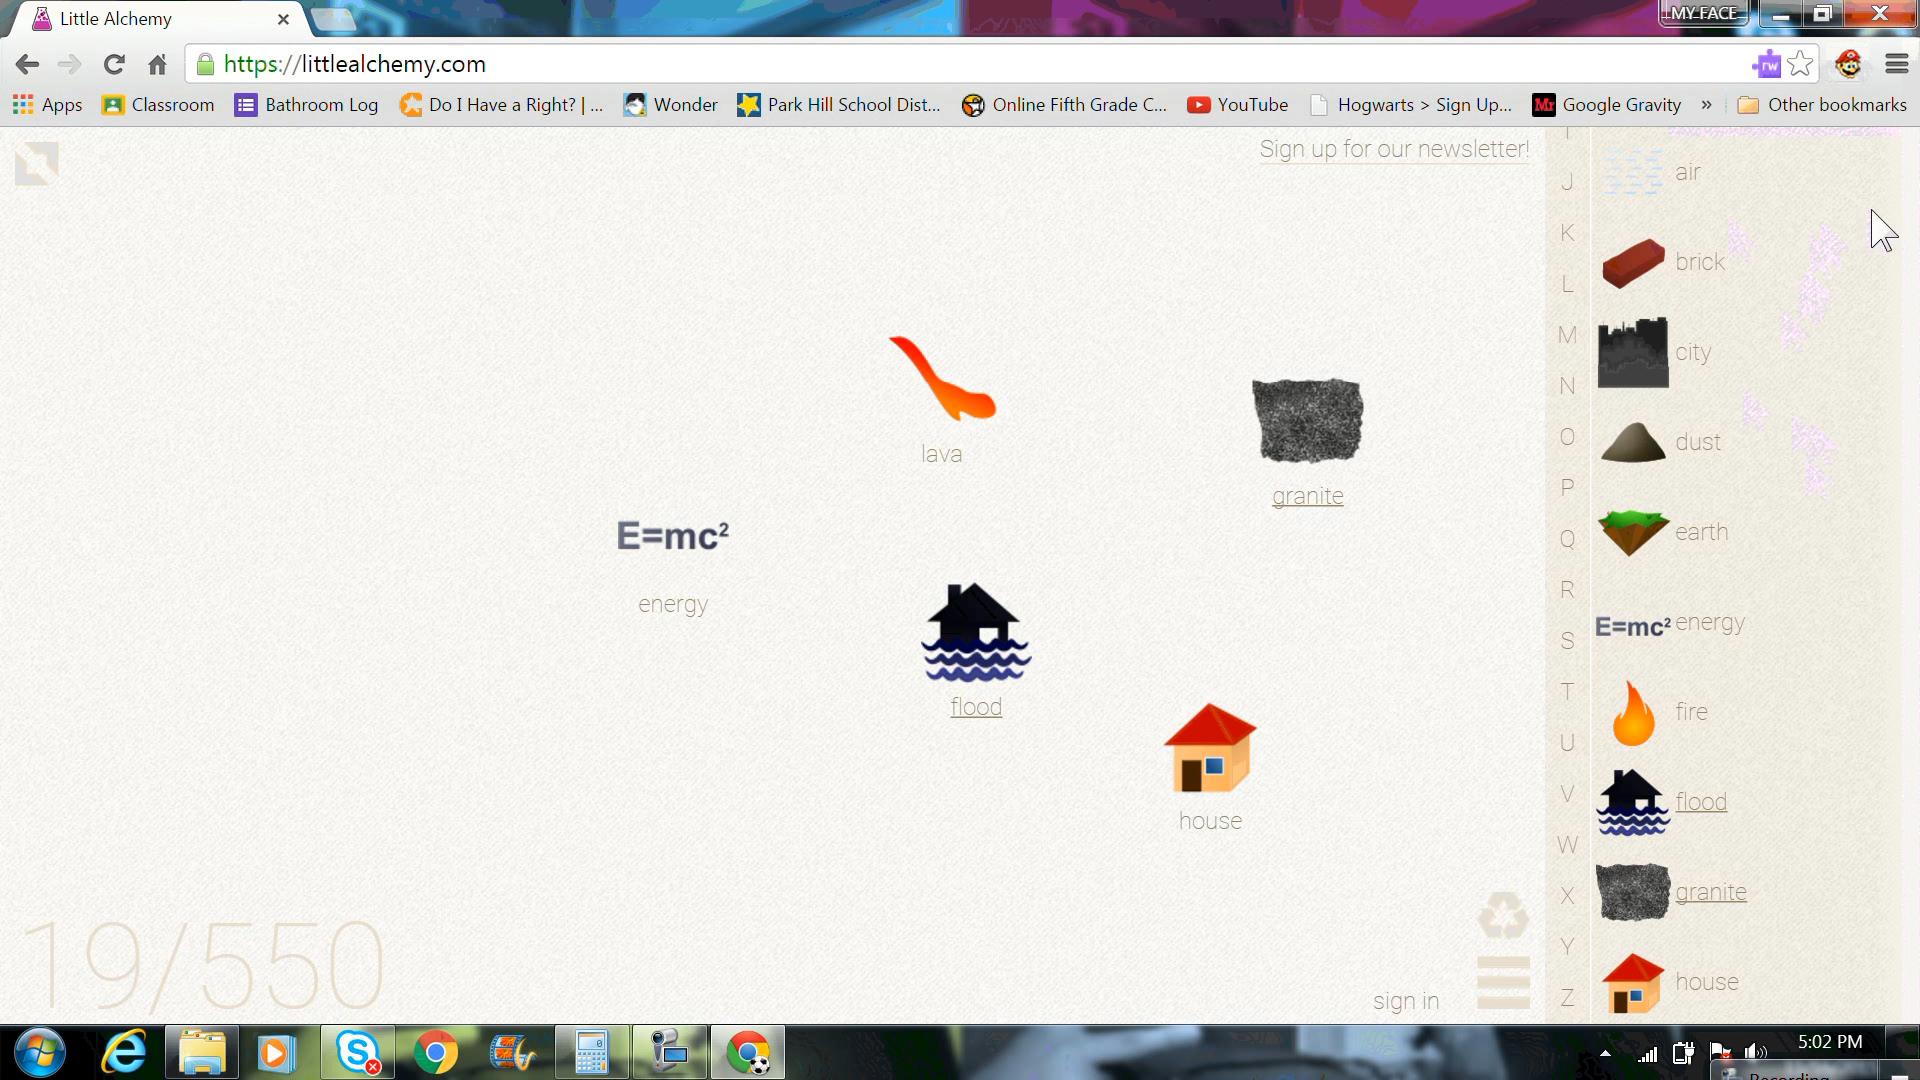 Little Alchemy
MY FACE
https://littlealchemy.com
rw
Apps Classroom Bathroom Log Do I Have a Right? | ... Wonder Park Hill School Dist... Online Fifth Grade C... YouTube Hogwarts > Sign Up... Mr Google Gravity » Other bookmarks
Sign up for our newsletter!
J
K
L
M
N
O
P
Q
R
S
T
U
V
W
X
Y
Z
air
brick
city
dust
earth
E=mc² energy
fire
flood
granite
house
lava
granite
E=mc²
energy
flood
house
19/550
sign in
5:02 PM
Recording